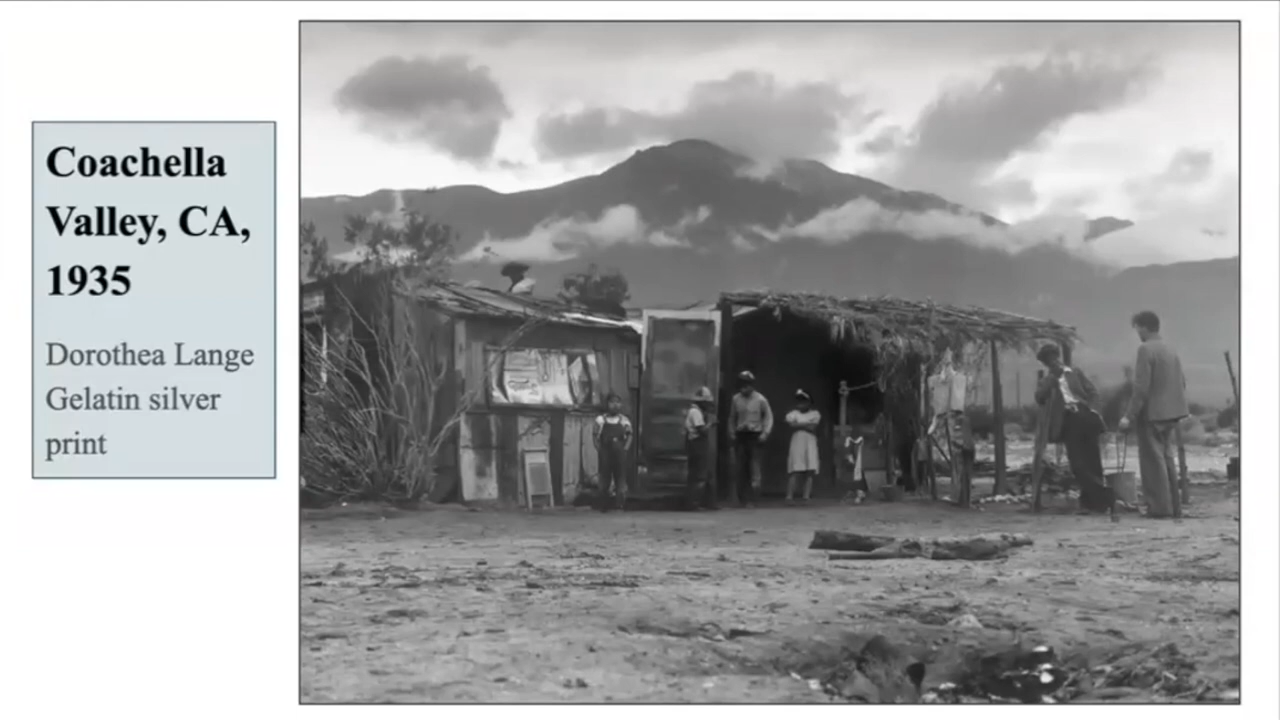 Coachella
Valley, CA,
1935
Dorothea Lange
Gelatin silver
print